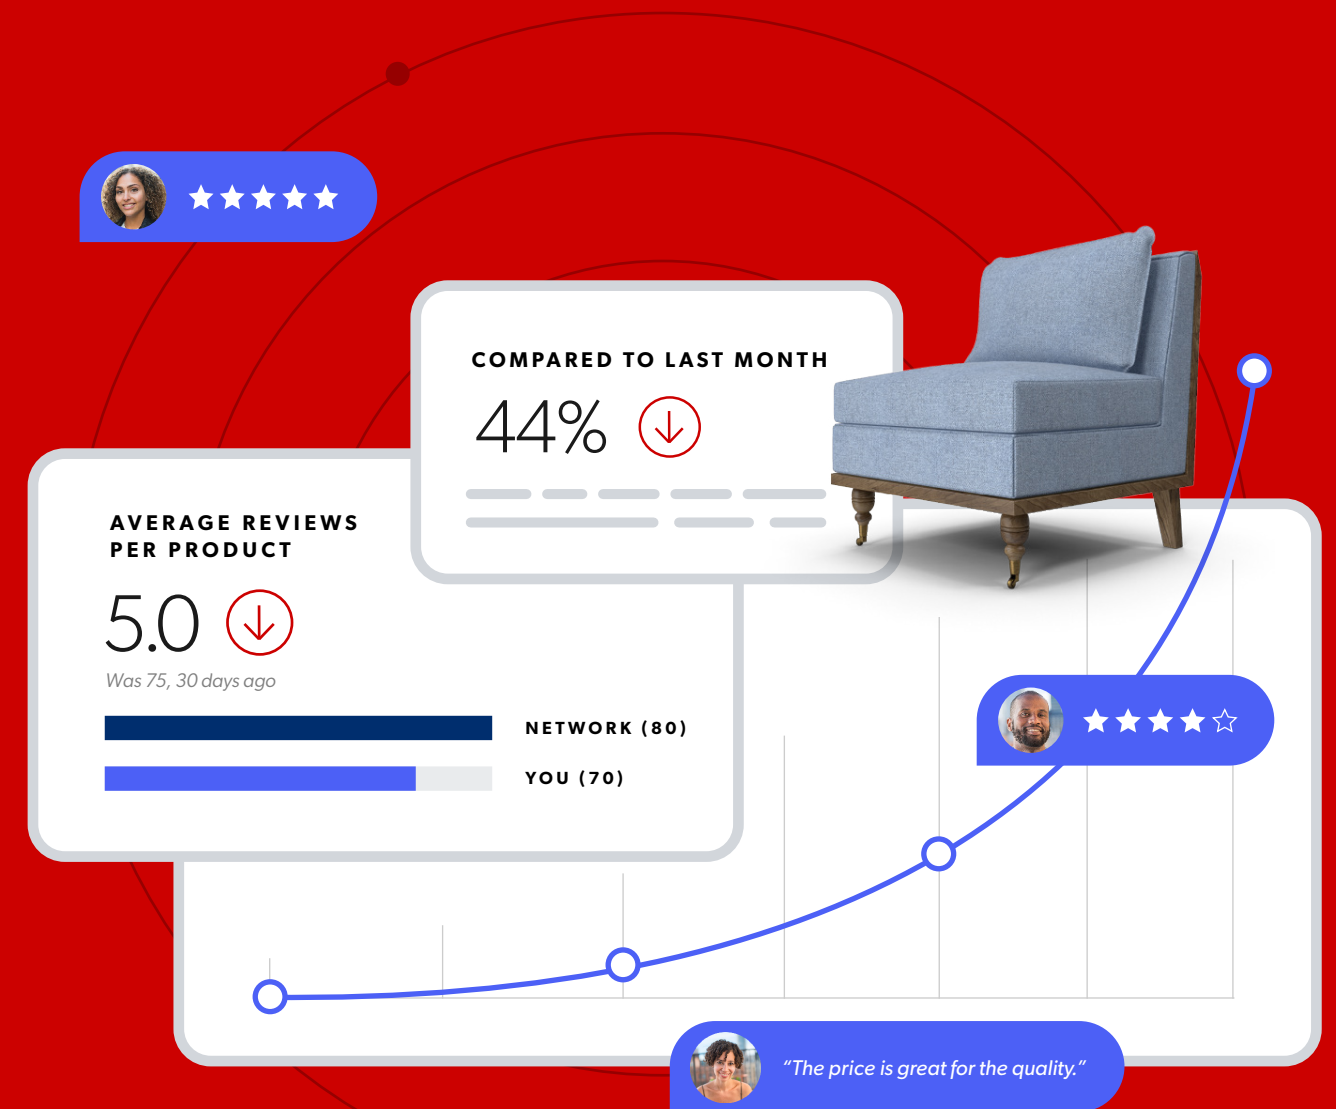 COMPARED TO LAST MONTH
44%
AVERAGE REVIEWS
PER PRODUCT
5.0
Was 75, 30 days ago
NETWORK (80)
YOU (70)
“The price is great for the quality.”